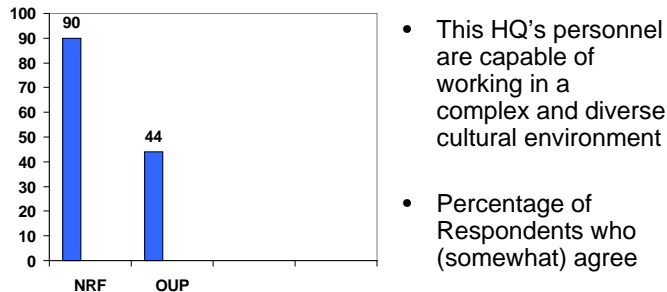 100
90
80
70
60
50
40
30
20
10
0
90
44
NRF OUP
• This HQ’s personnel
are capable of
working in a
complex and diverse
cultural environment
• Percentage of
Respondents who
(somewhat) agree